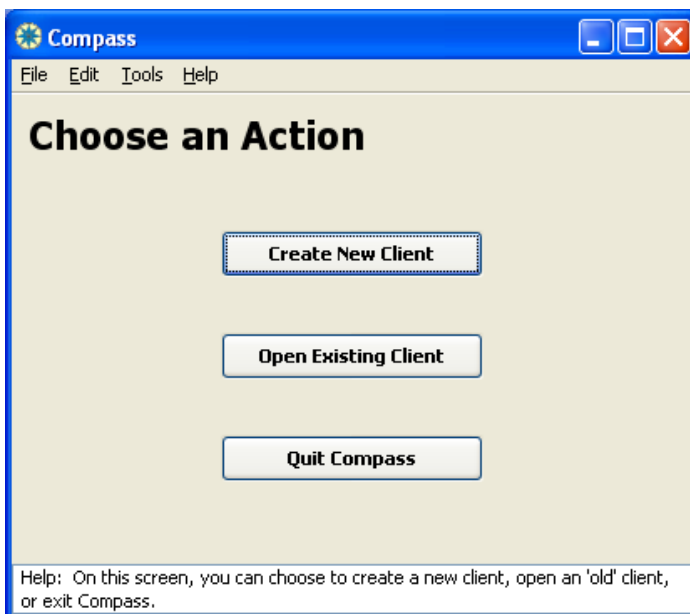 Compass
File Edit Tools Help
Choose an Action
Create New Client
Open Existing Client
Quit Compass
Help: On this screen, you can choose to create a new client, open an 'old' client,
or exit Compass.